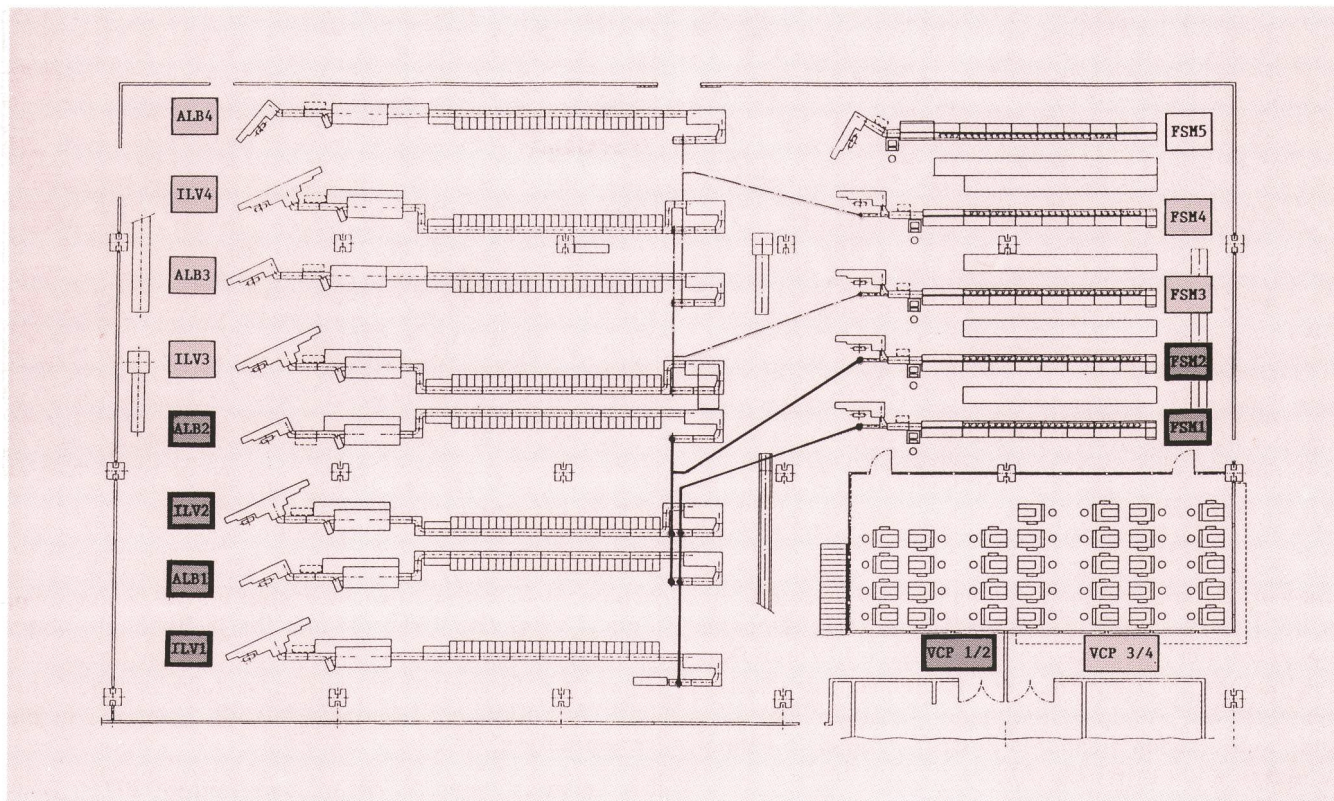 ALB4
ILV4
ALB3
ILV3
ALB2
ILV2
ALB1
ILV1
FSM5
FSM4
FSM3
FSM2
FSM1
VCP 1/2
VCP 3/4